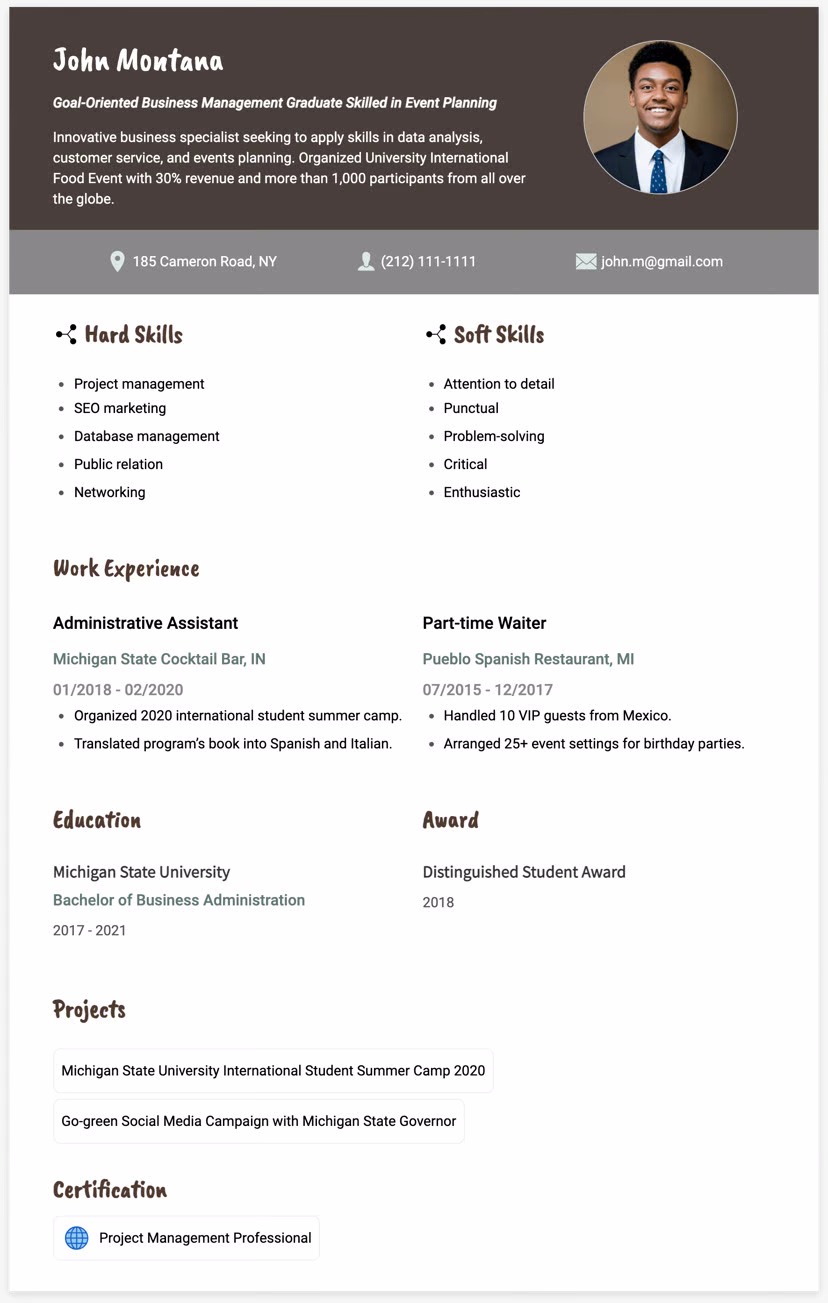 John Montana
Goal-Oriented Business Management Graduate Skilled in Event Planning
Innovative business specialist seeking to apply skills in data analysis,
customer service, and events planning. Organized University International
Food Event with 30% revenue and more than 1,000 participants from all over
the globe.
185 Cameron Road, NY
(212) 111-1111
john.m@gmail.com
Hard Skills
Project management
SEO marketing
Database management
Public relation
Networking
Soft Skills
Attention to detail
Punctual
Problem-solving
Critical
Enthusiastic
Work Experience
Administrative Assistant
Michigan State Cocktail Bar, IN
01/2018 - 02/2020
Organized 2020 international student summer camp.
Translated program’s book into Spanish and Italian.
Part-time Waiter
Pueblo Spanish Restaurant, MI
07/2015 - 12/2017
Handled 10 VIP guests from Mexico.
Arranged 25+ event settings for birthday parties.
Education
Michigan State University
Bachelor of Business Administration
2017 - 2021
Award
Distinguished Student Award
2018
Projects
Michigan State University International Student Summer Camp 2020
Go-green Social Media Campaign with Michigan State Governor
Certification
Project Management Professional